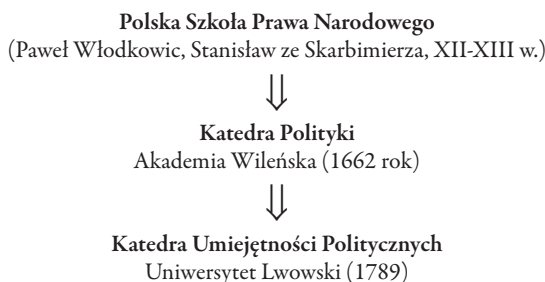 Polska Szkoła Prawa Narodowego
(Paweł Włodkowic, Stanisław ze Skarbimierza, XII-XIII w.)
Katedra Polityki
Akademia Wileńska (1662 rok)
Katedra Umiejętności Politycznych
Uniwersytet Lwowski (1789)